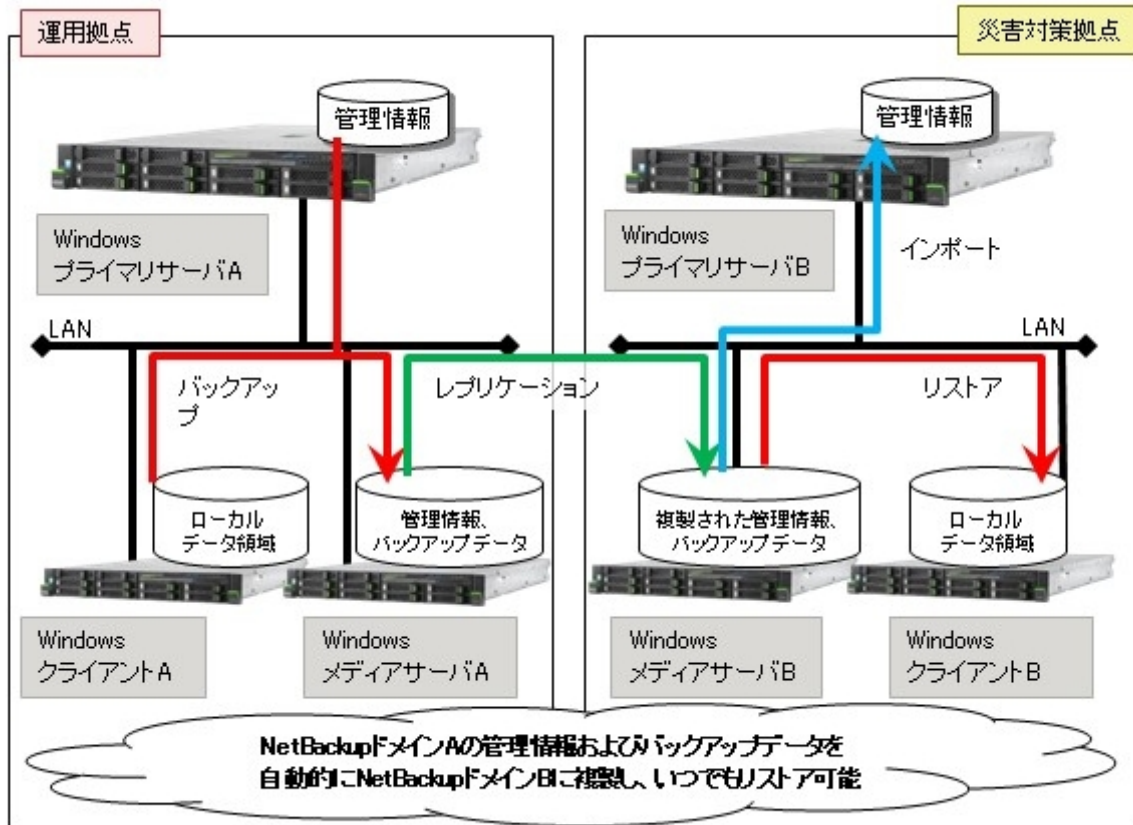 運用拠点
災害対策拠点
管理情報
管理情報
Windows
プライマリサーバA
Windows
プライマリサーバB
インポート
LAN
LAN
バックアッ
プ
レプリケーション
リストア
ローカル
データ領域
管理情報、
バックアップデータ
複製された管理情報、
バックアップデータ
ローカル
データ領域
Windows
クライアントA
Windows
メディアサーバA
Windows
メディアサーバB
Windows
クライアントB
NetBackupドメインAの管理情報およびバックアップデータを
自動的にNetBackupドメインBに複製し、いつでもリストア可能